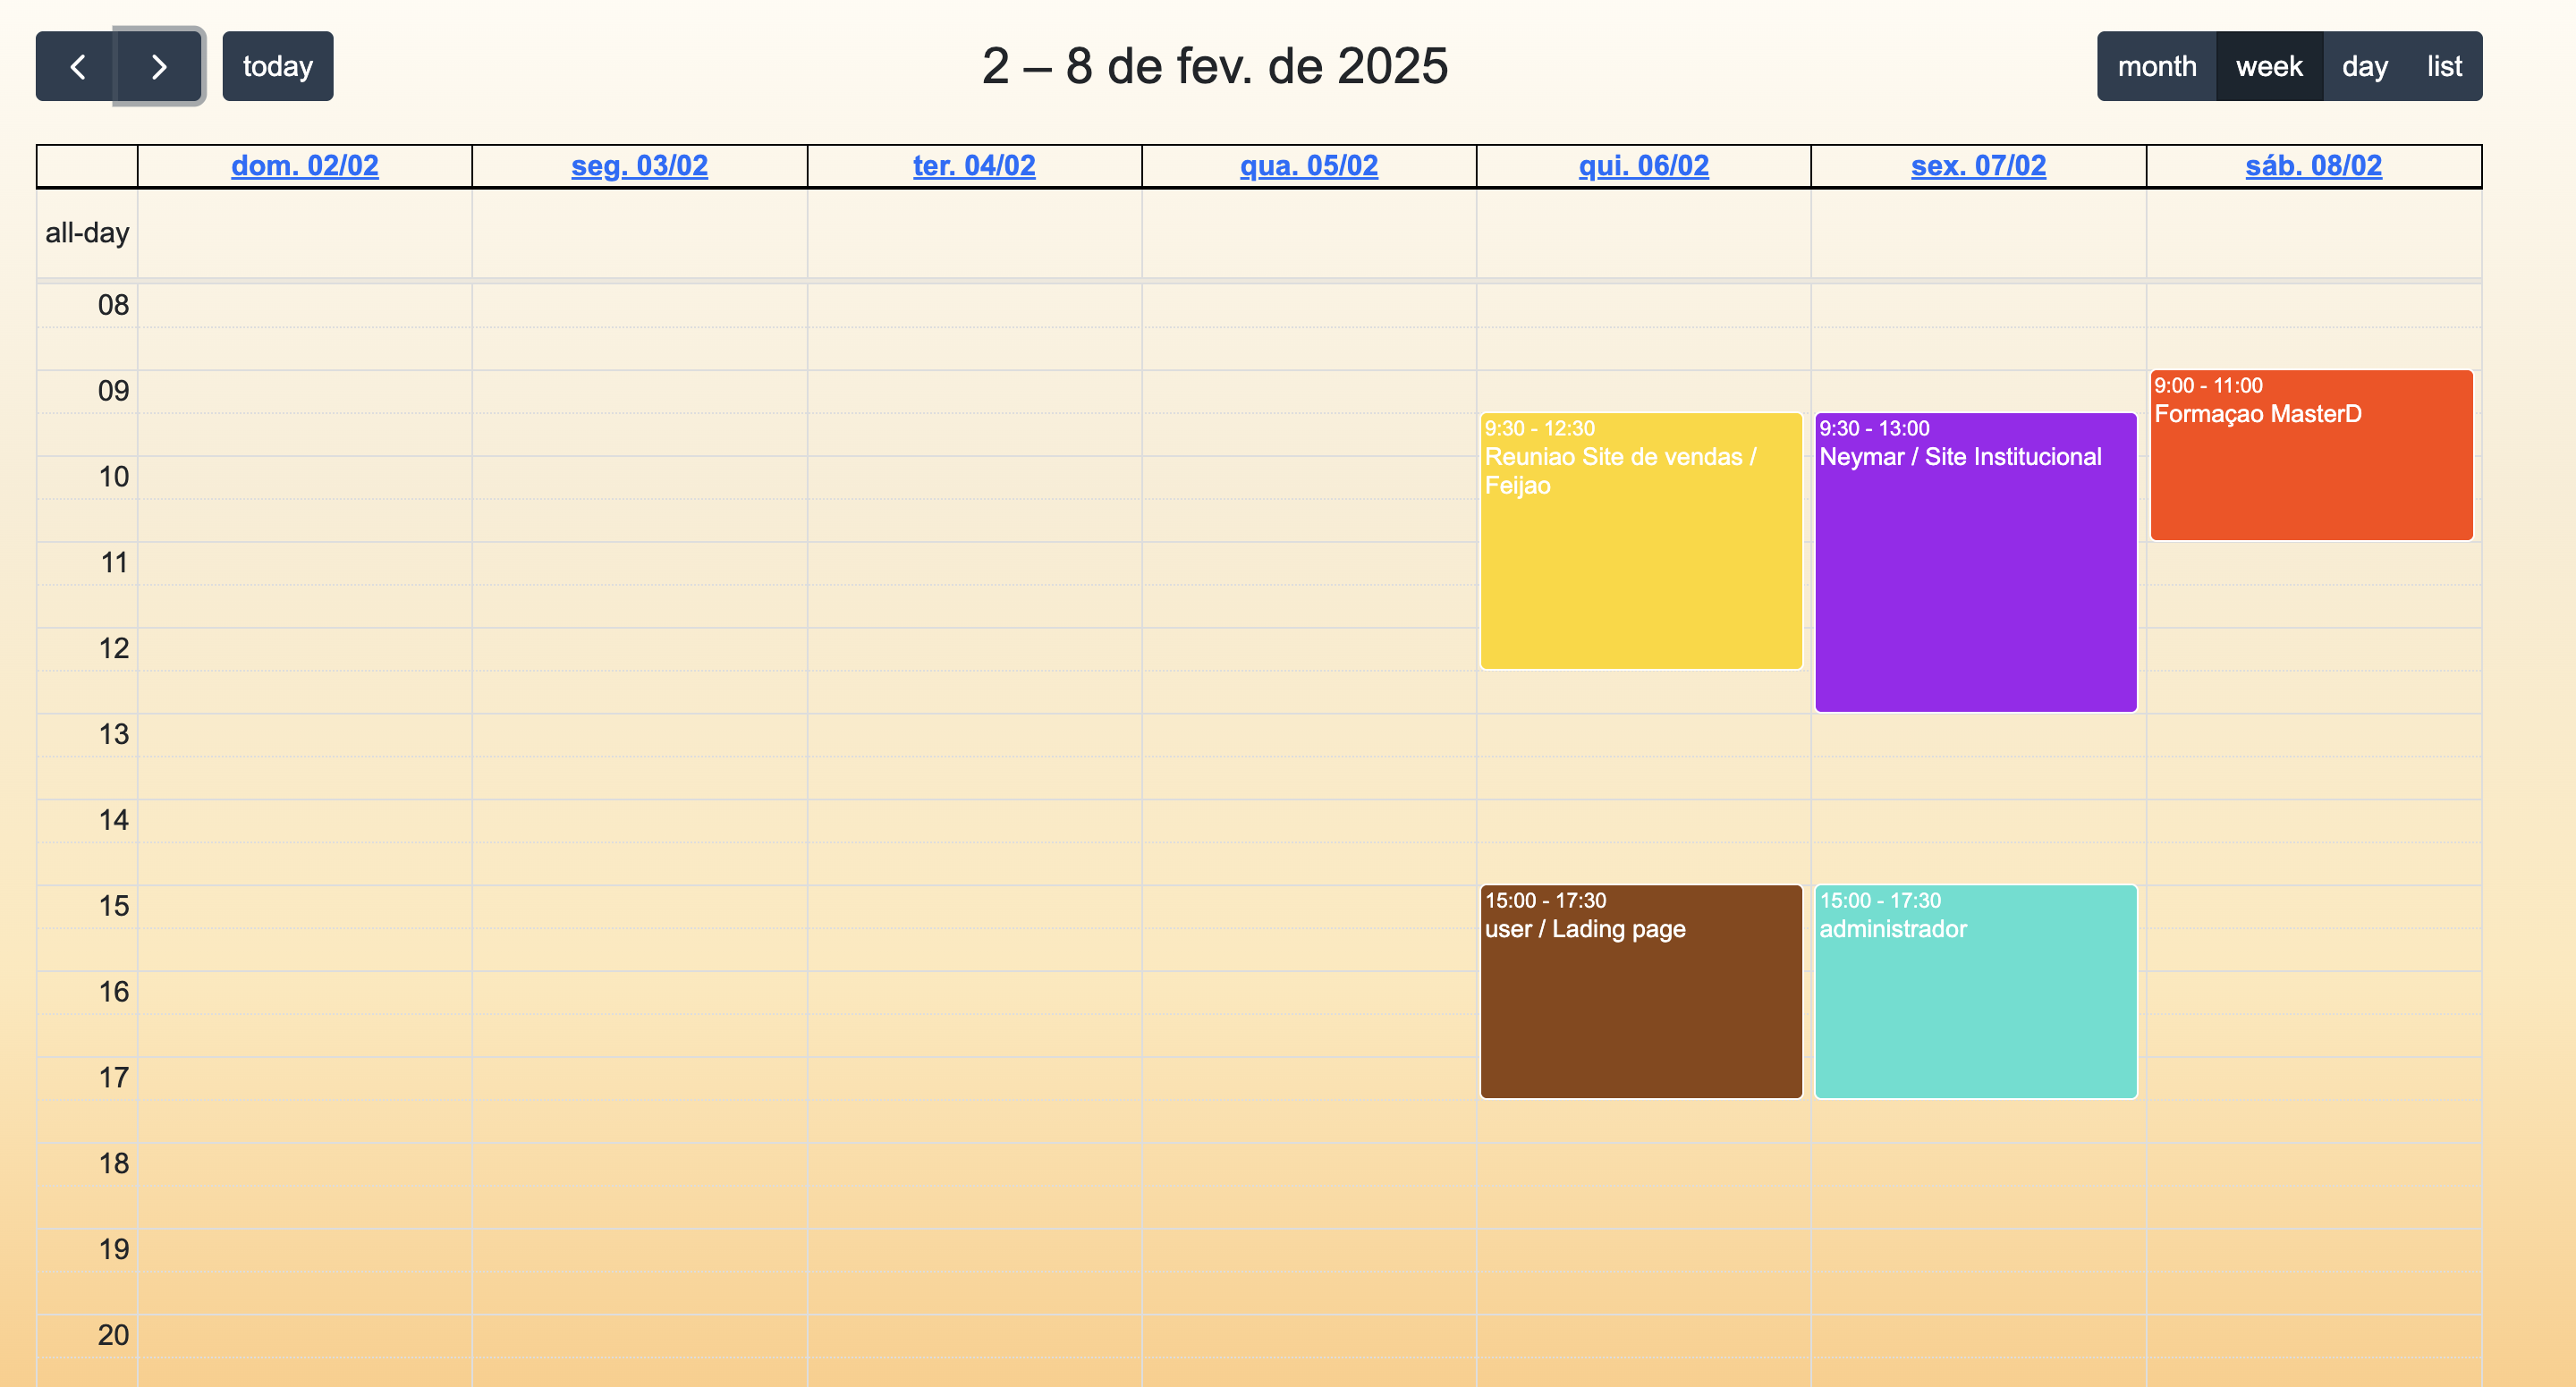 today
2 – 8 de fev. de 2025
month week day list
dom. 02/02 seg. 03/02 ter. 04/02 qua. 05/02 qui. 06/02 sex. 07/02 sáb. 08/02
all-day
08
09
9:00 - 11:00
Formaçao MasterD
9:30 - 12:30
Reuniao Site de vendas /
Feijao
9:30 - 13:00
Neymar / Site Institucional
10
11
12
13
14
15
15:00 - 17:30
user / Lading page
15:00 - 17:30
administrador
16
17
18
19
20